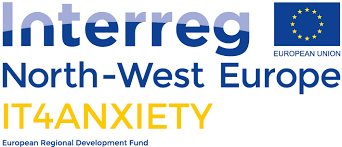 Interreg
EUROPEAN UNION
North-West Europe
IT4ANXIETY
European Regional Development Fund